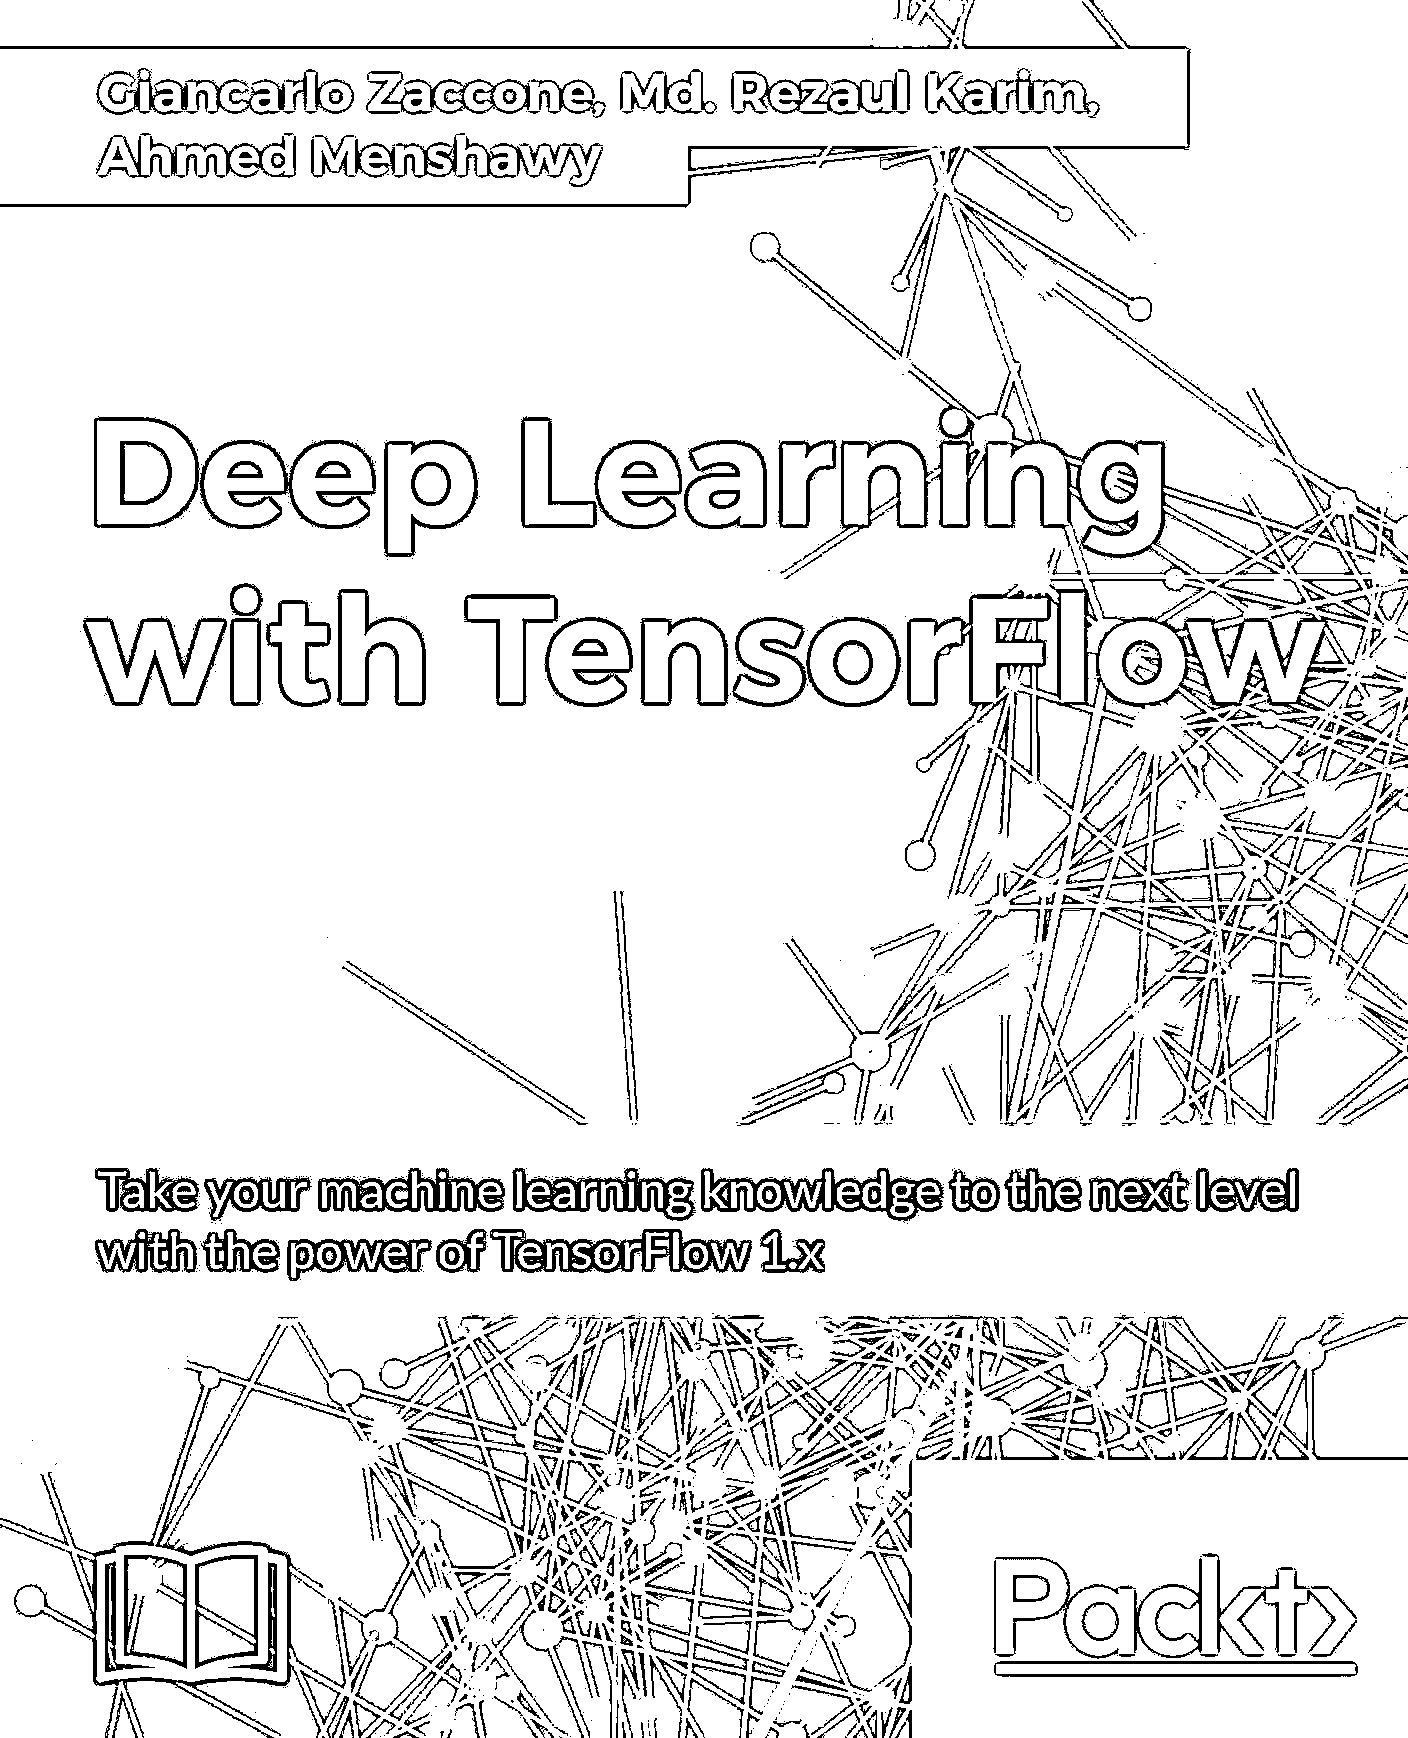 Giancarlo Zaccone, Md. Rezaul Karim,
Ahmed Menshawy
Deep Learning
with TensorFlow
Take your machine learning knowledge to the next level
with the power of TensorFlow 1.x
Packt>